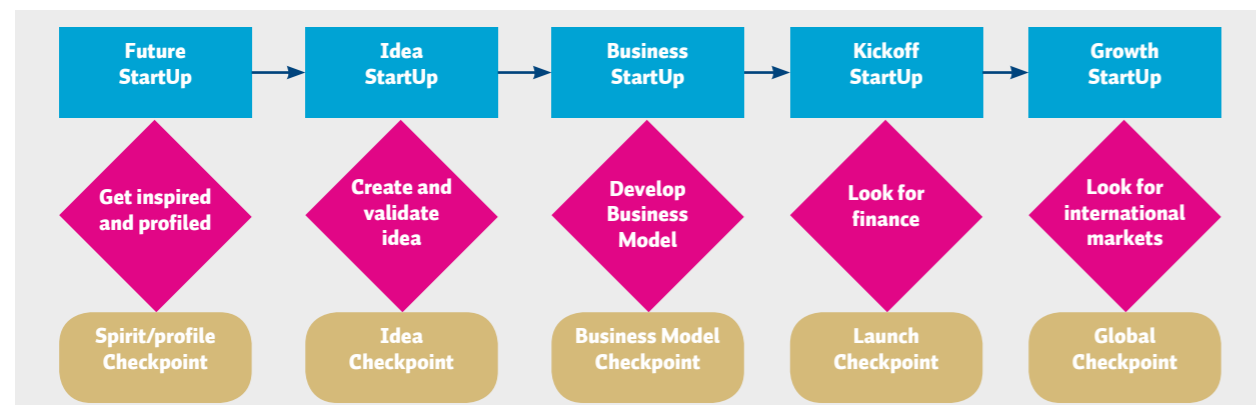 Future
StartUp
Idea
StartUp
Business
StartUp
Kickoff
StartUp
Growth
StartUp
Get inspired
and profiled
Create and
validate
idea
Develop
Business
Model
Look for
finance
Look for
international
markets
Spirit/profile
Checkpoint
Idea
Checkpoint
Business Model
Checkpoint
Launch
Checkpoint
Global
Checkpoint